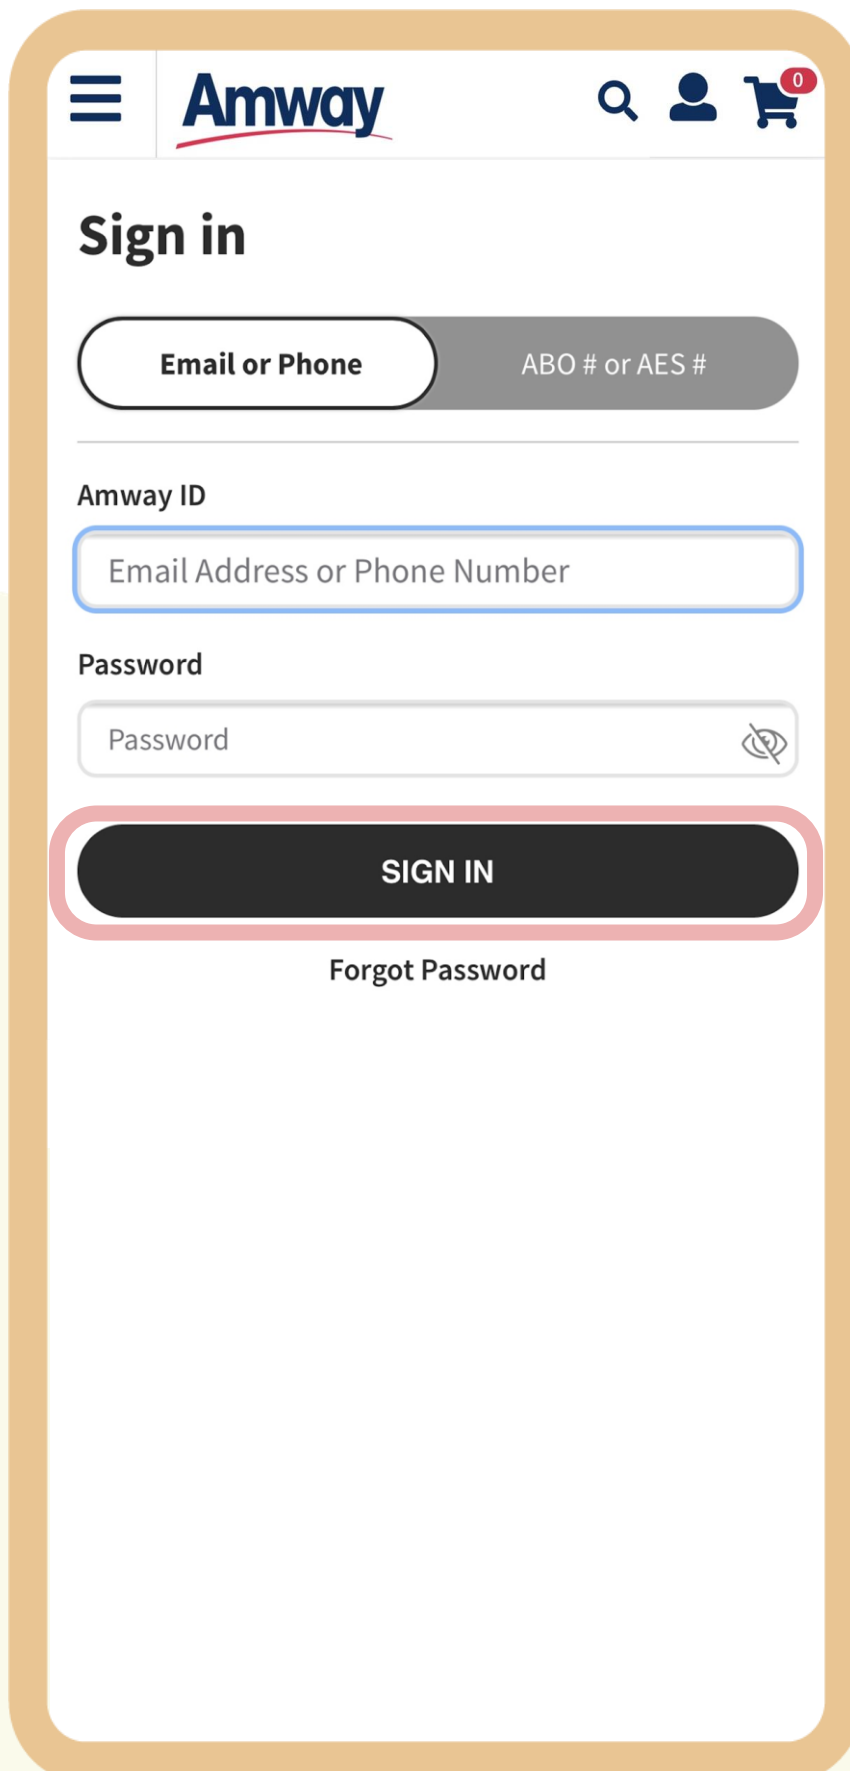 Amway
0
Sign in
Email or Phone
ABO # or AES #
Amway ID
Email Address or Phone Number
Password
Password
SIGN IN
Forgot Password